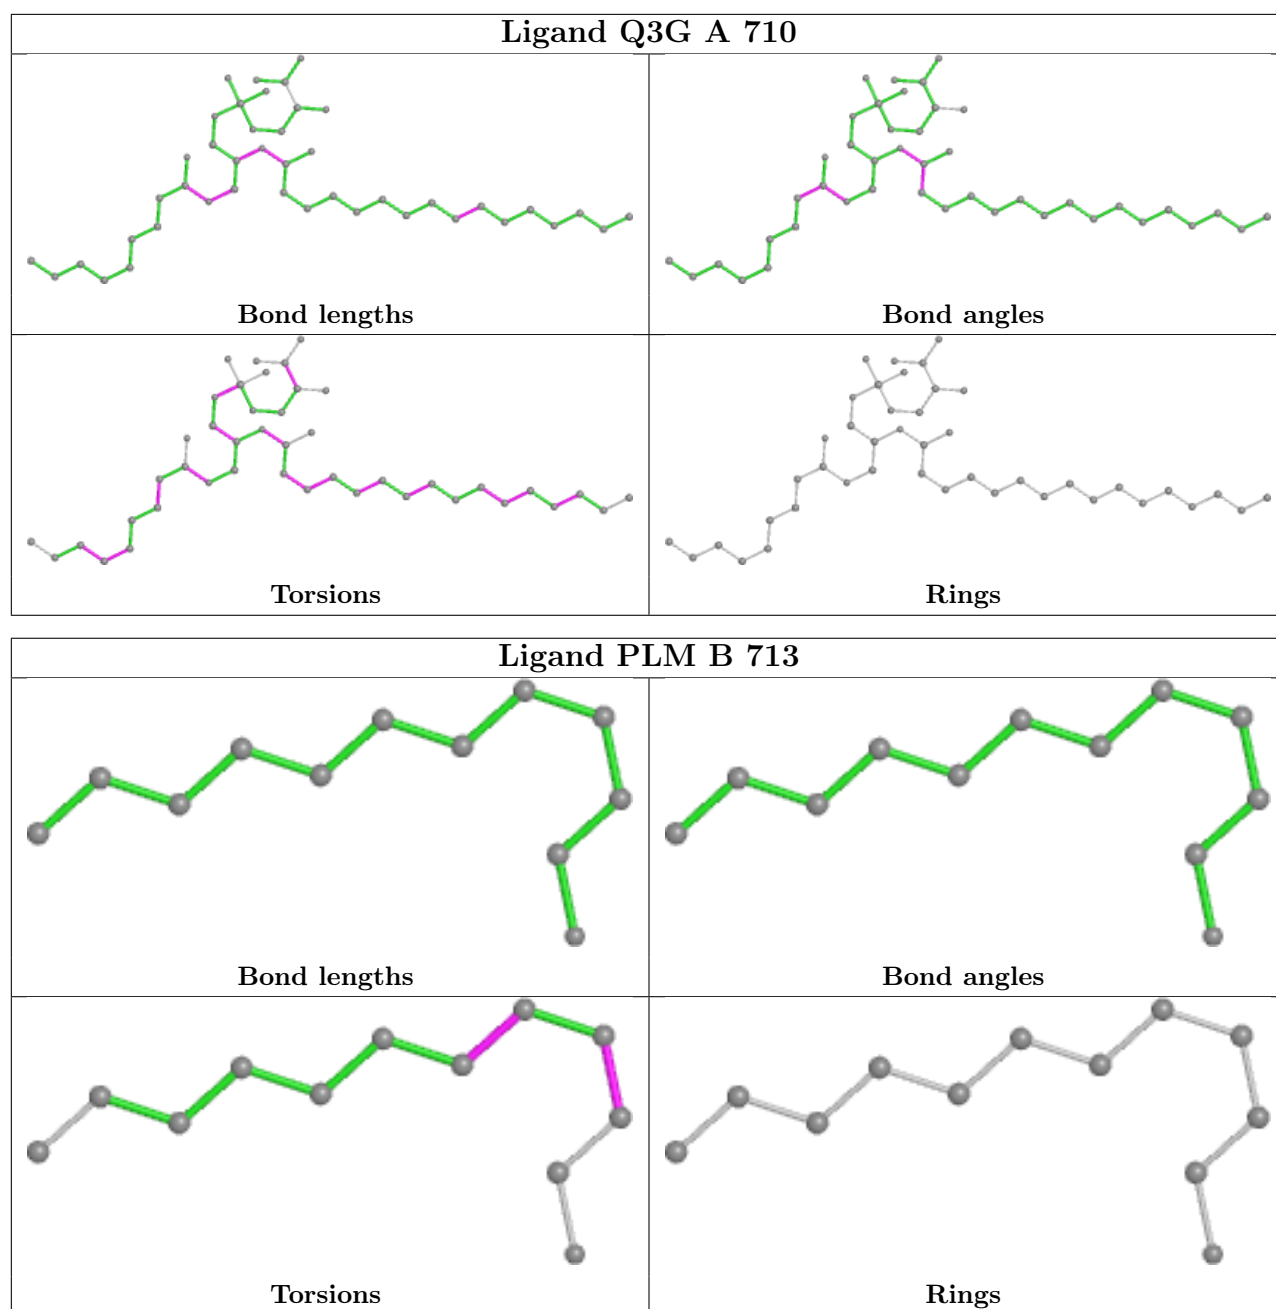 Ligand Q3G A 710
Bond lengths
Bond angles
Torsions
Rings
Ligand PLM B 713
Bond lengths
Bond angles
Torsions
Rings